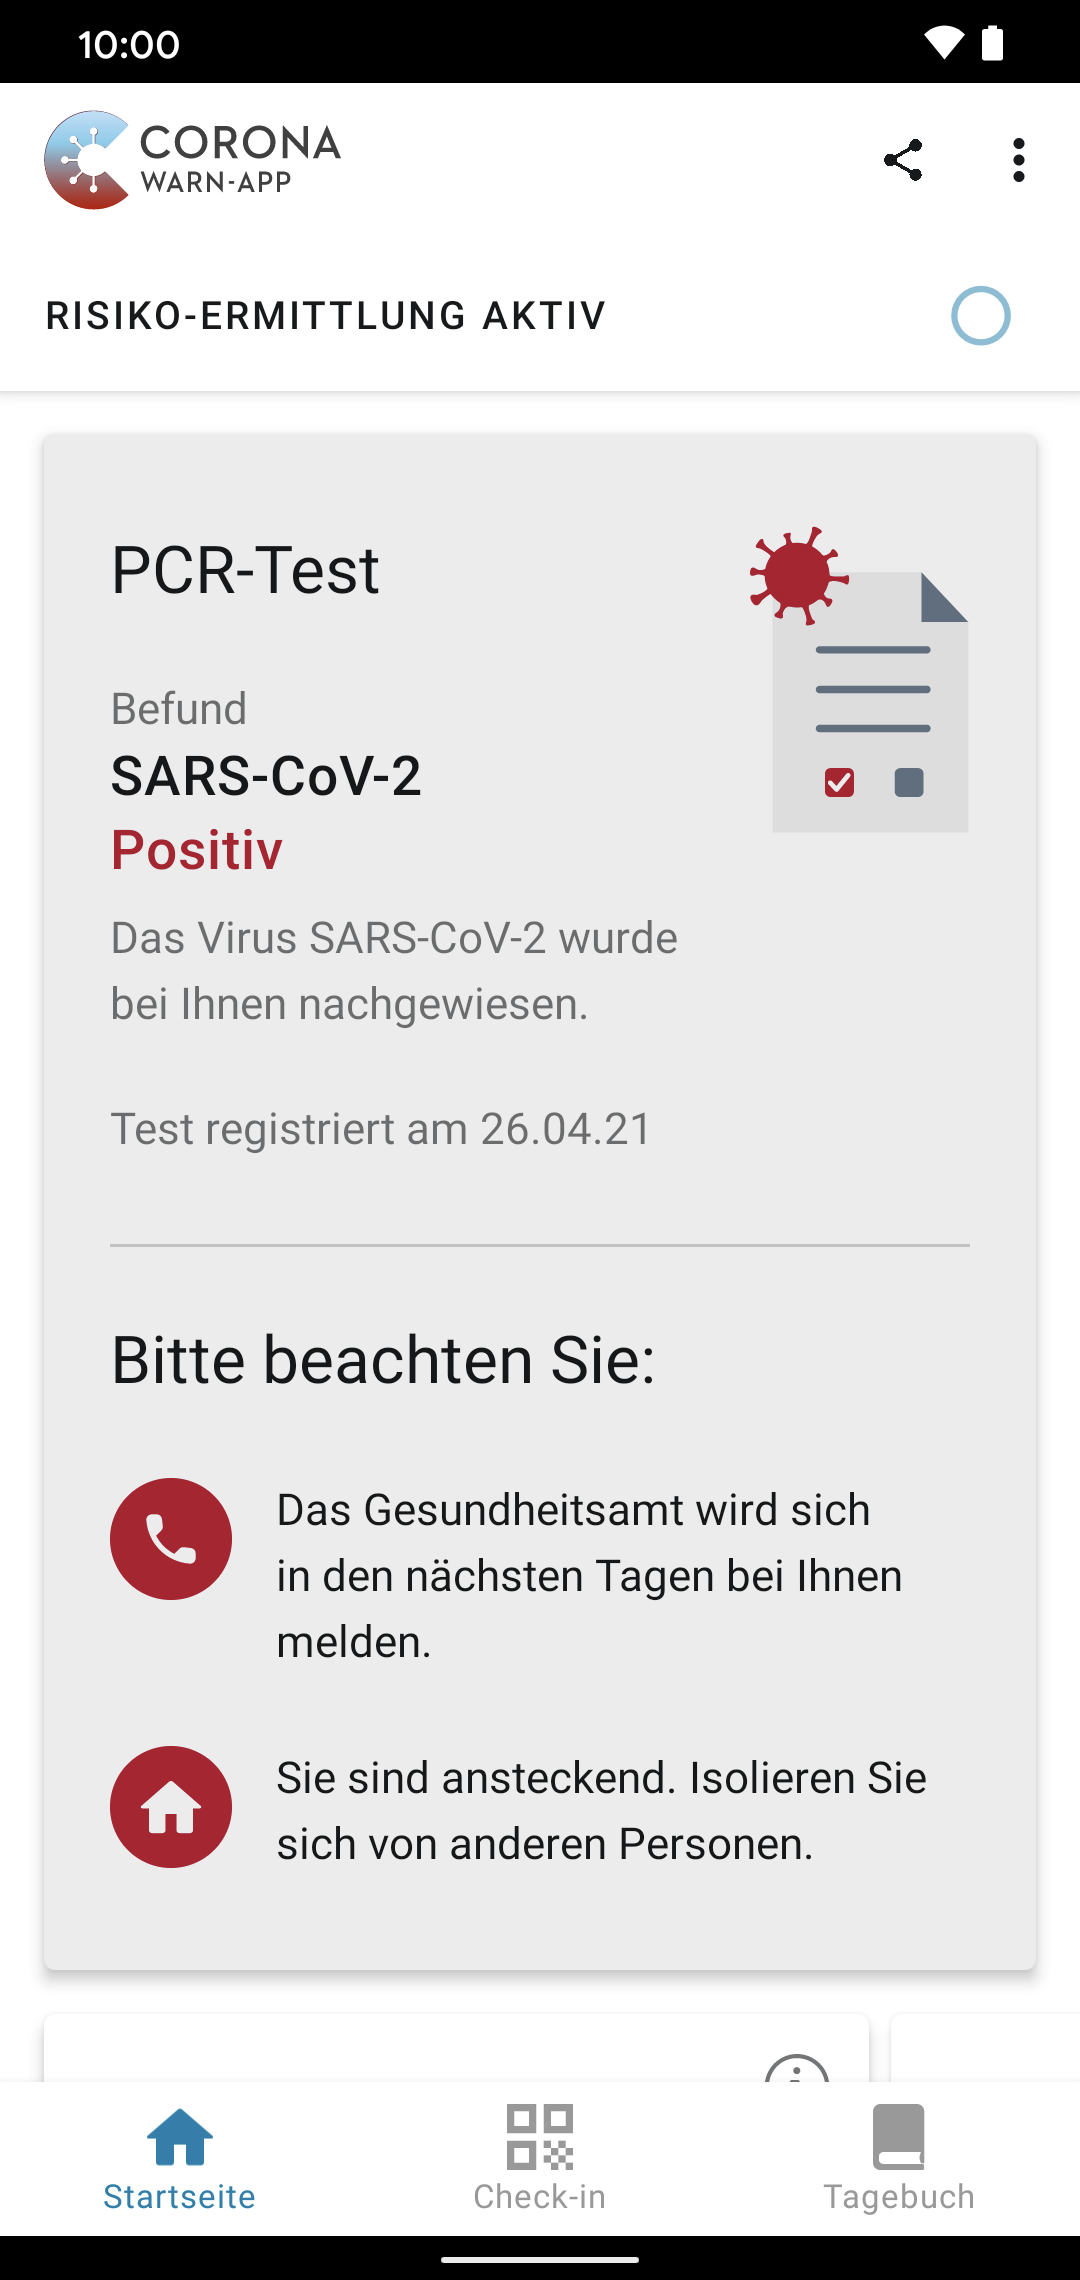 10:00
CORONA
WARN-APP
RISIKO-ERMITTLUNG AKTIV
PCR-Test
Befund
SARS-CoV-2
Positiv
Das Virus SARS-CoV-2 wurde
bei Ihnen nachgewiesen.
Test registriert am 26.04.21
Bitte beachten Sie:
Das Gesundheitsamt wird sich
in den nächsten Tagen bei Ihnen
melden.
Sie sind ansteckend. Isolieren Sie
sich von anderen Personen.
Startseite
Check-in
Tagebuch